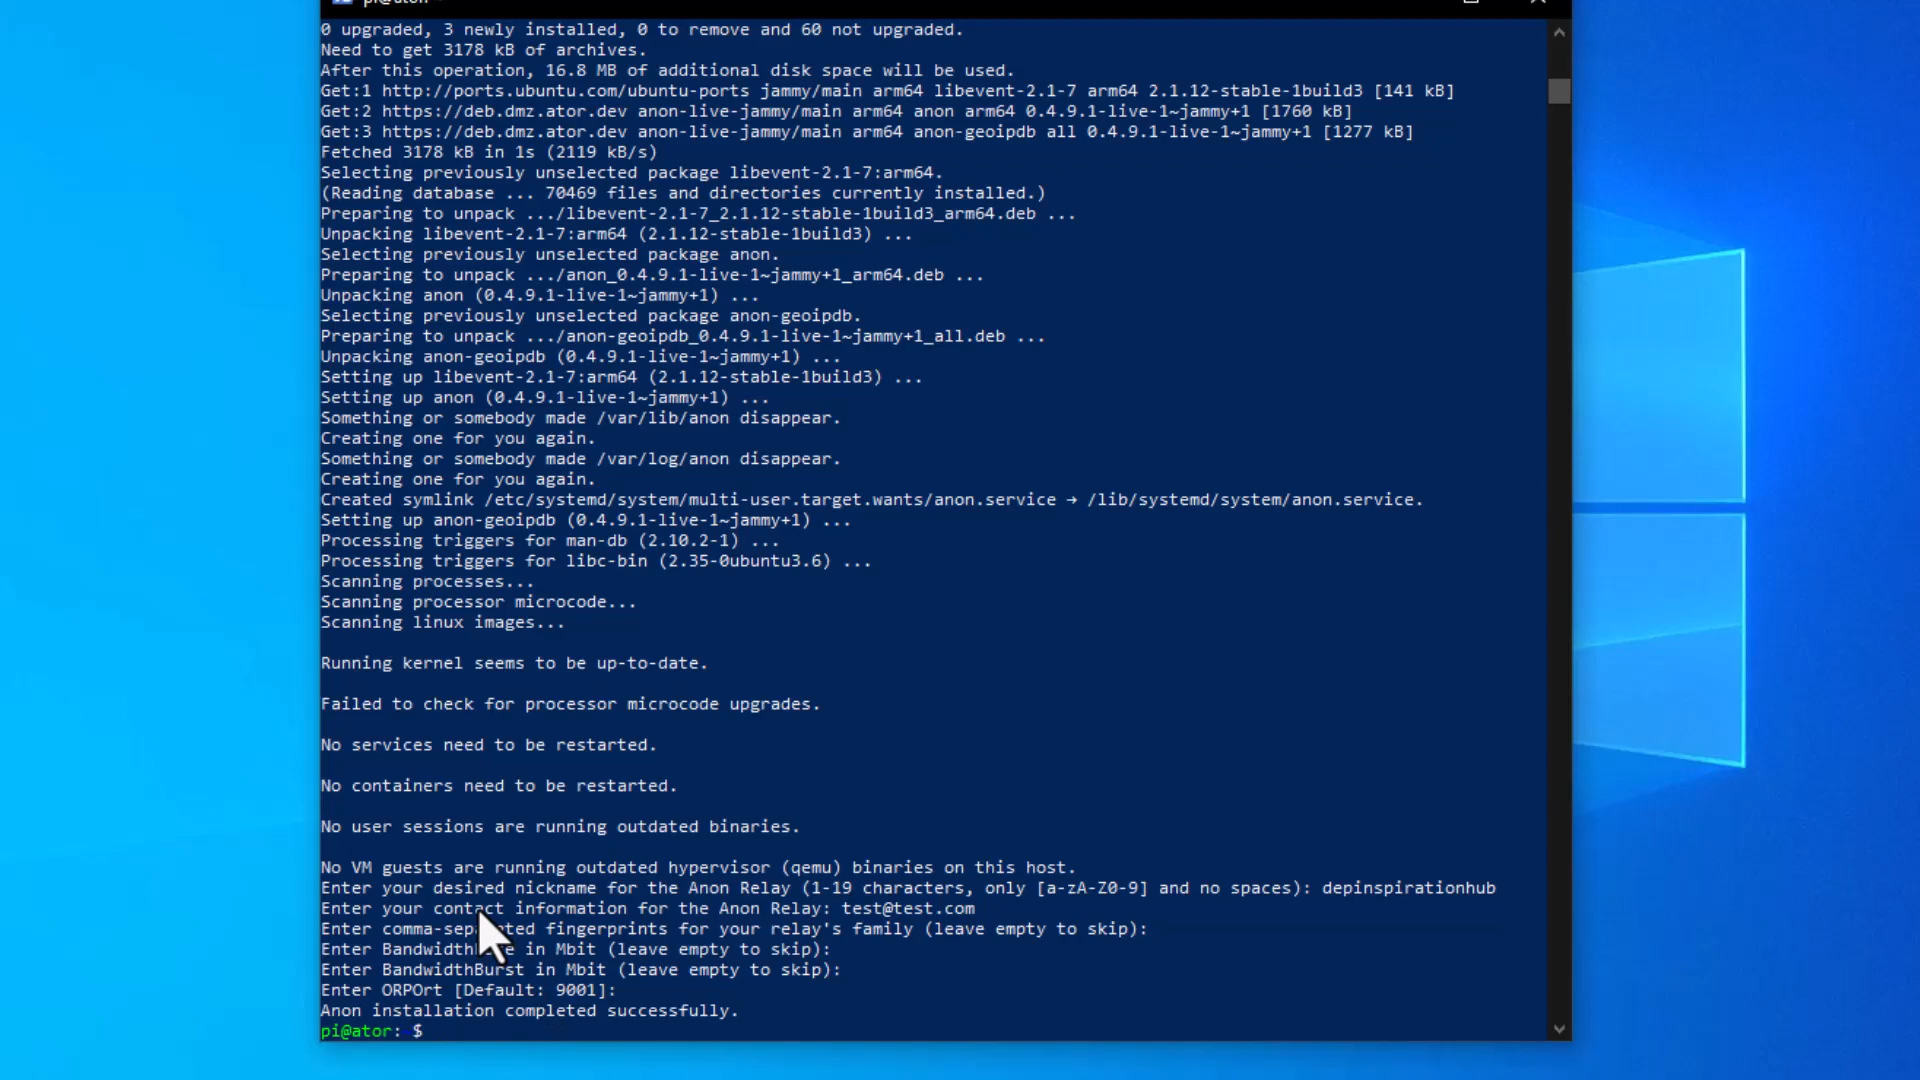 pi@ator: ~
0 upgraded, 3 newly installed, 0 to remove and 60 not upgraded.
Need to get 3178 kB of archives.
After this operation, 16.8 MB of additional disk space will be used.
Get:1 http://ports.ubuntu.com/ubuntu-ports jammy/main arm64 libevent-2.1-7 arm64 2.1.12-stable-1build3 [141 kB]
Get:2 https://deb.dmz.ator.dev anon-live-jammy/main arm64 anon arm64 0.4.9.1-live-1~jammy+1 [1760 kB]
Get:3 https://deb.dmz.ator.dev anon-live-jammy/main arm64 anon-geoipdb all 0.4.9.1-live-1~jammy+1 [1277 kB]
Fetched 3178 kB in 1s (2119 kB/s)
Selecting previously unselected package libevent-2.1-7:arm64.
(Reading database ... 70469 files and directories currently installed.)
Preparing to unpack .../libevent-2.1-7_2.1.12-stable-1build3_arm64.deb ...
Unpacking libevent-2.1-7:arm64 (2.1.12-stable-1build3) ...
Selecting previously unselected package anon.
Preparing to unpack .../anon_0.4.9.1-live-1~jammy+1_arm64.deb ...
Unpacking anon (0.4.9.1-live-1~jammy+1) ...
Selecting previously unselected package anon-geoipdb.
Preparing to unpack .../anon-geoipdb_0.4.9.1-live-1~jammy+1_all.deb ...
Unpacking anon-geoipdb (0.4.9.1-live-1~jammy+1) ...
Setting up libevent-2.1-7:arm64 (2.1.12-stable-1build3) ...
Setting up anon (0.4.9.1-live-1~jammy+1) ...
Something or somebody made /var/lib/anon disappear.
Creating one for you again.
Something or somebody made /var/log/anon disappear.
Creating one for you again.
Created symlink /etc/systemd/system/multi-user.target.wants/anon.service → /lib/systemd/system/anon.service.
Setting up anon-geoipdb (0.4.9.1-live-1~jammy+1) ...
Processing triggers for man-db (2.10.2-1) ...
Processing triggers for libc-bin (2.35-0ubuntu3.6) ...
Scanning processes...
Scanning processor microcode...
Scanning linux images...
Running kernel seems to be up-to-date.
Failed to check for processor microcode upgrades.
No services need to be restarted.
No containers need to be restarted.
No user sessions are running outdated binaries.
No VM guests are running outdated hypervisor (qemu) binaries on this host.
Enter your desired nickname for the Anon Relay (1-19 characters, only [a-zA-Z0-9] and no spaces): depinspirationhub
Enter your contact information for the Anon Relay: test@test.com
Enter comma-separated fingerprints for your relay's family (leave empty to skip):
Enter in Mbit (leave empty to skip):
Enter BandwidthBurst in Mbit (leave empty to skip):
Enter ORPOrt [Default: 9001]:
Anon installation completed successfully.
pi@ator: $